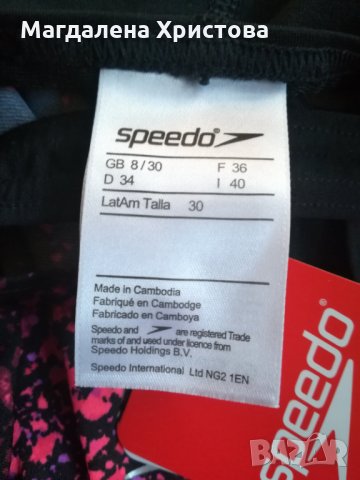 Магдалена Христова
speedo
GB 8/30 F 36
D 34 I 40
LatAm Talla 30
Made in Cambodia
Fabriqué en Cambodge
Fabricado en Camboya
Speedo and are registered Trade
marks of and used under licence from
Speedo Holdings B.V.
Speedo International Ltd NG2 1EN
speedo
BAZAR